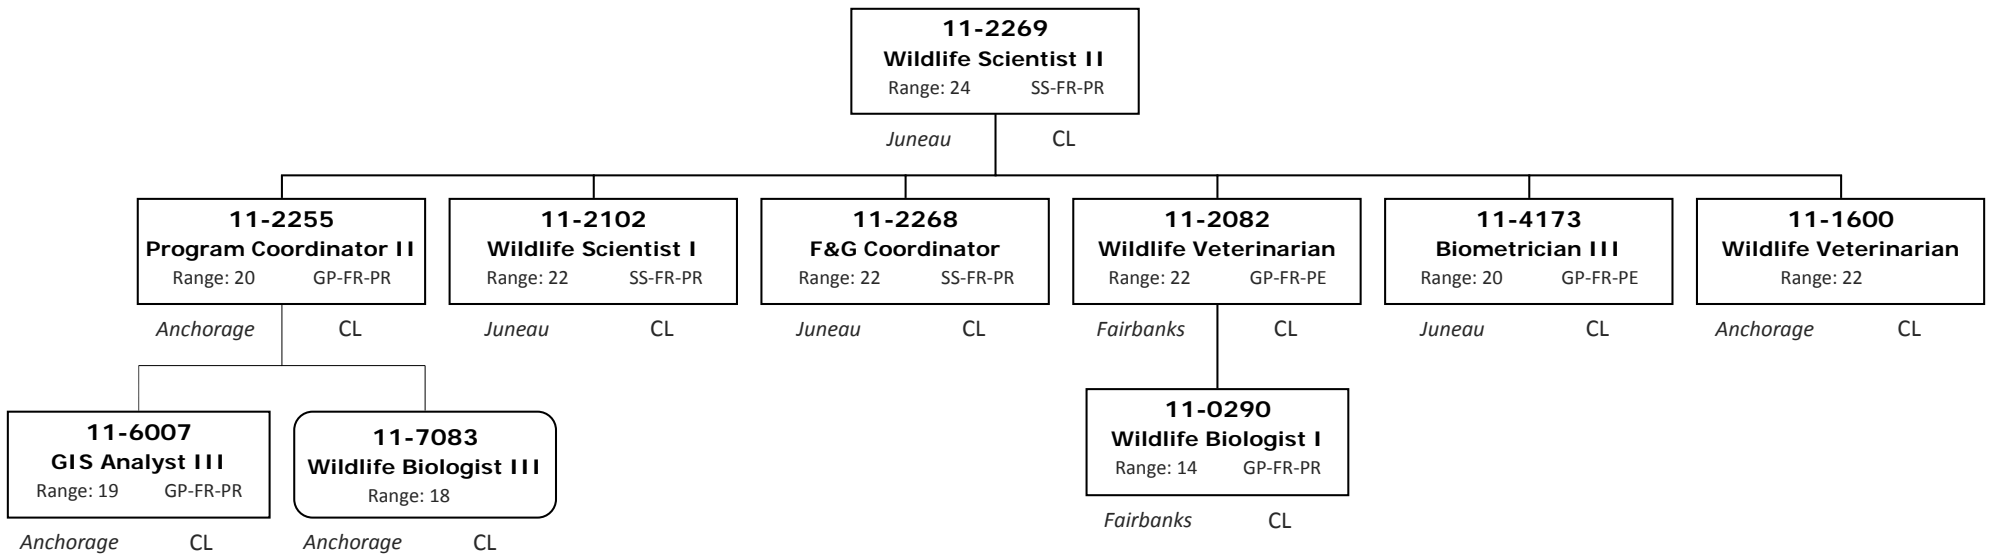 11-2269
Wildlife Scientist II
Range: 24 SS-FR-PR
Juneau CL
11-2255
Program Coordinator II
Range: 20 GP-FR-PR
Anchorage CL
11-2102
Wildlife Scientist I
Range: 22 SS-FR-PR
Juneau CL
11-2268
F&G Coordinator
Range: 22 SS-FR-PR
Juneau CL
11-2082
Wildlife Veterinarian
Range: 22 GP-FR-PE
Fairbanks CL
11-4173
Biometrician III
Range: 20 GP-FR-PE
Juneau CL
11-1600
Wildlife Veterinarian
Range: 22
Anchorage CL
11-6007
GIS Analyst III
Range: 19 GP-FR-PR
Anchorage CL
11-7083
Wildlife Biologist III
Range: 18
Anchorage CL
11-0290
Wildlife Biologist I
Range: 14 GP-FR-PR
Fairbanks CL